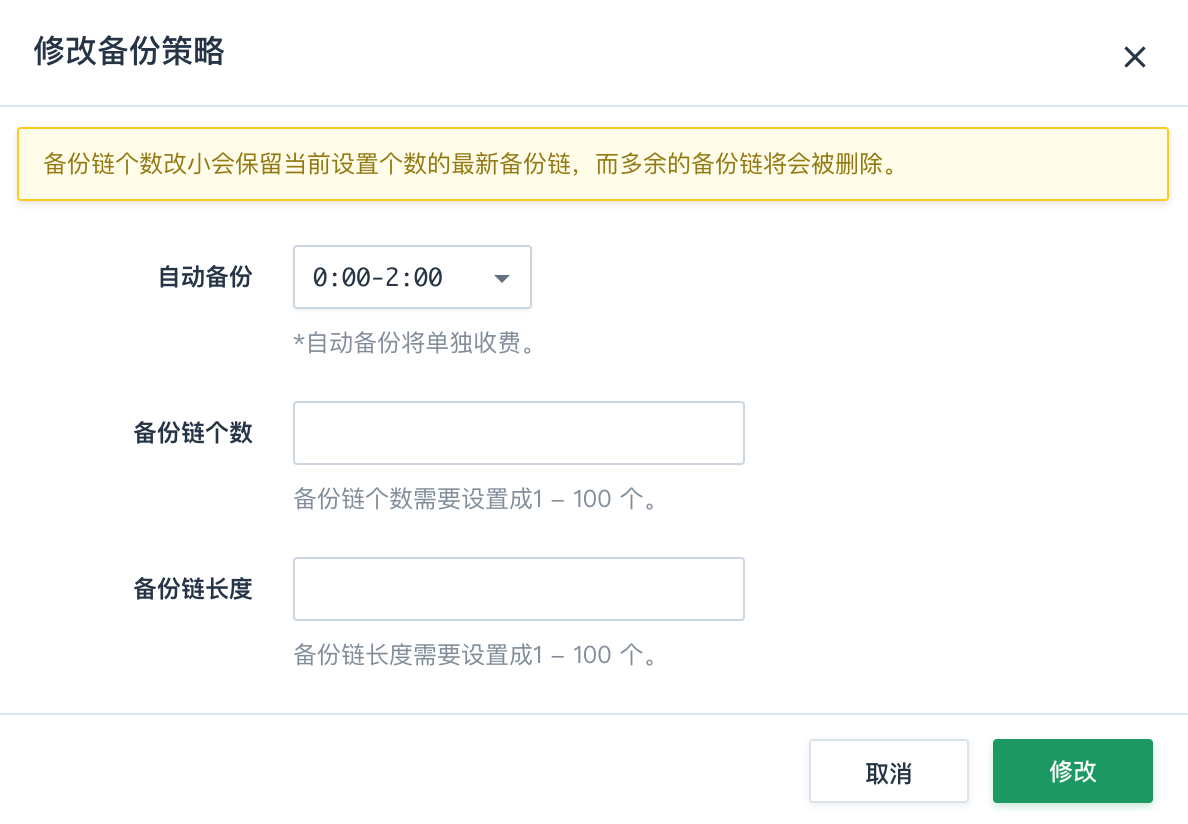 修改备份策略
备份链个数改小会保留当前设置个数的最新备份链，而多余的备份链将会被删除。
自动备份
0:00-2:00
*自动备份将单独收费。
备份链个数
备份链个数需要设置成1 – 100 个。
备份链长度
备份链长度需要设置成1 – 100 个。
取消
修改